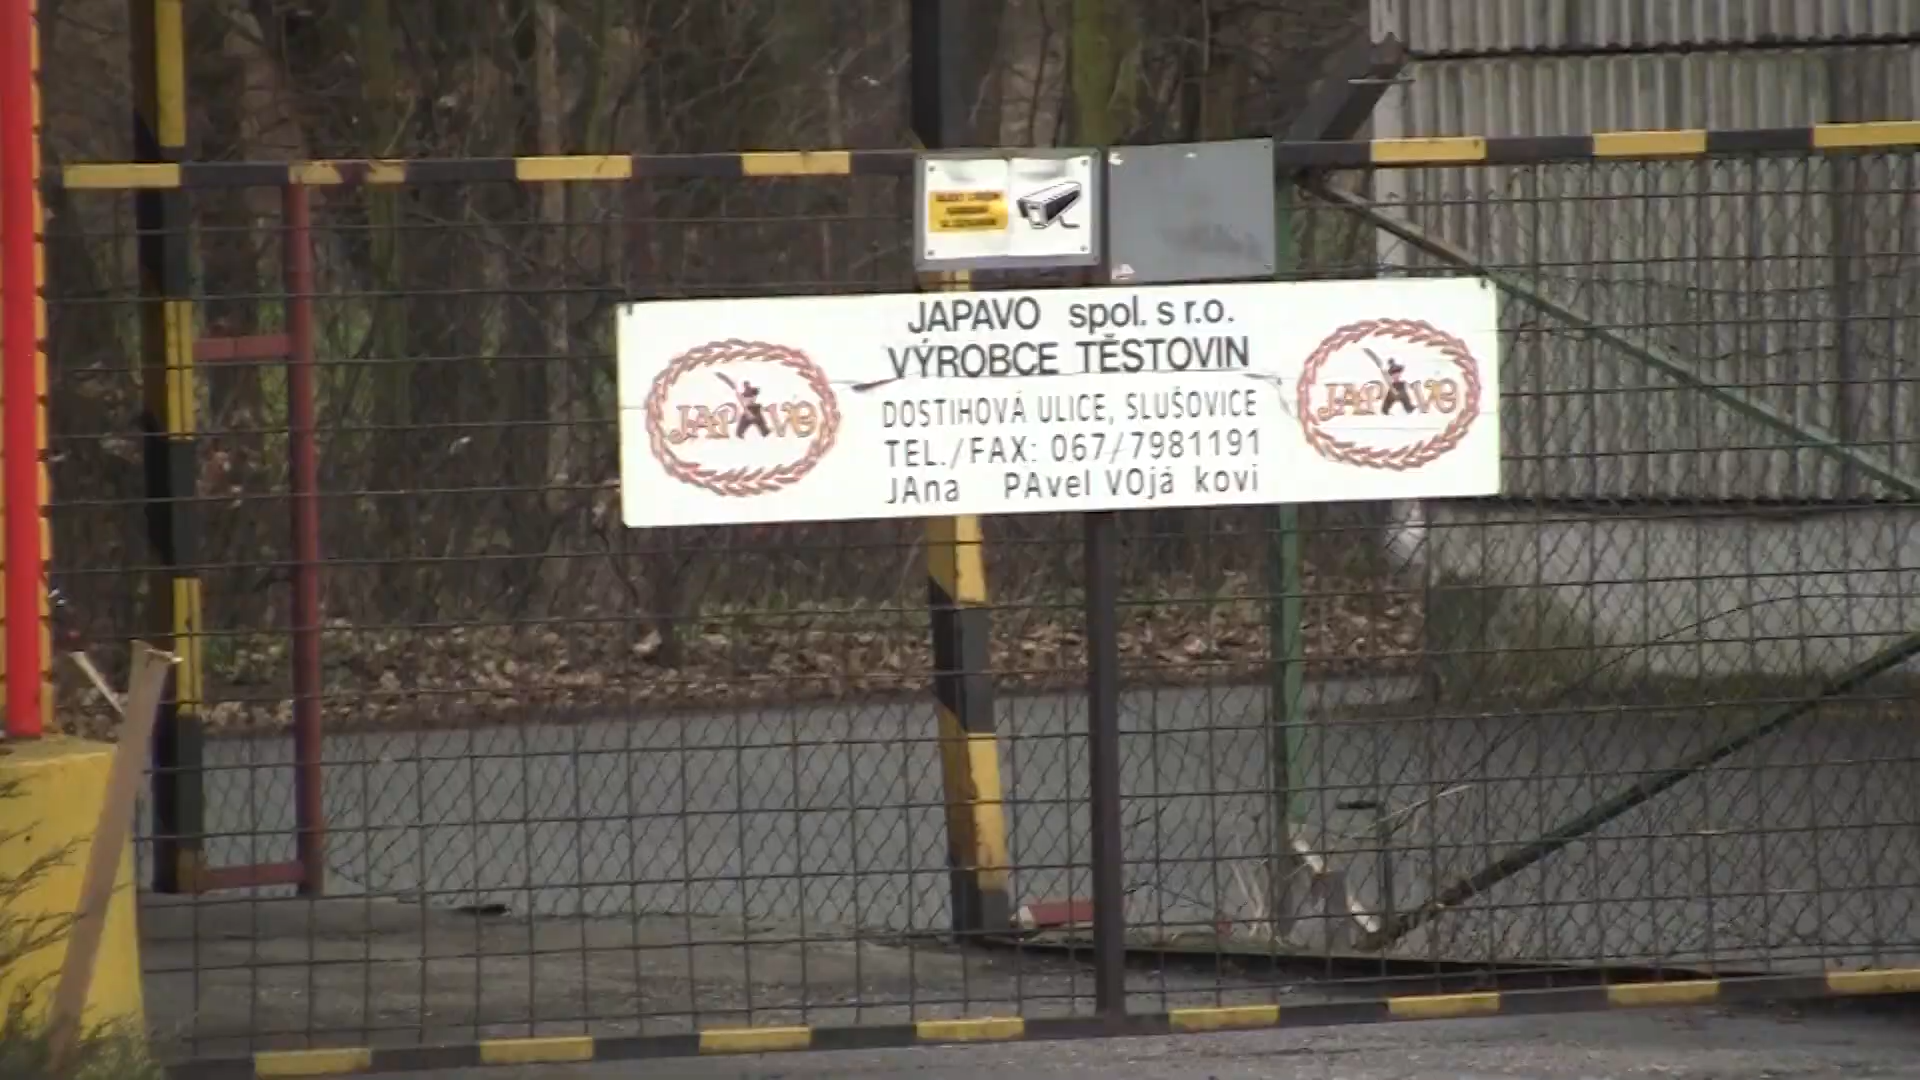 JAPAVO spol. s r.o.
VÝROBCE TĚSTOVIN
DOSTIHOVÁ ULICE, SLUŠOVICE
TEL./FAX: 067/7981191
JAna PAvel VOjá kovi
JAPAVO
JAPAVO